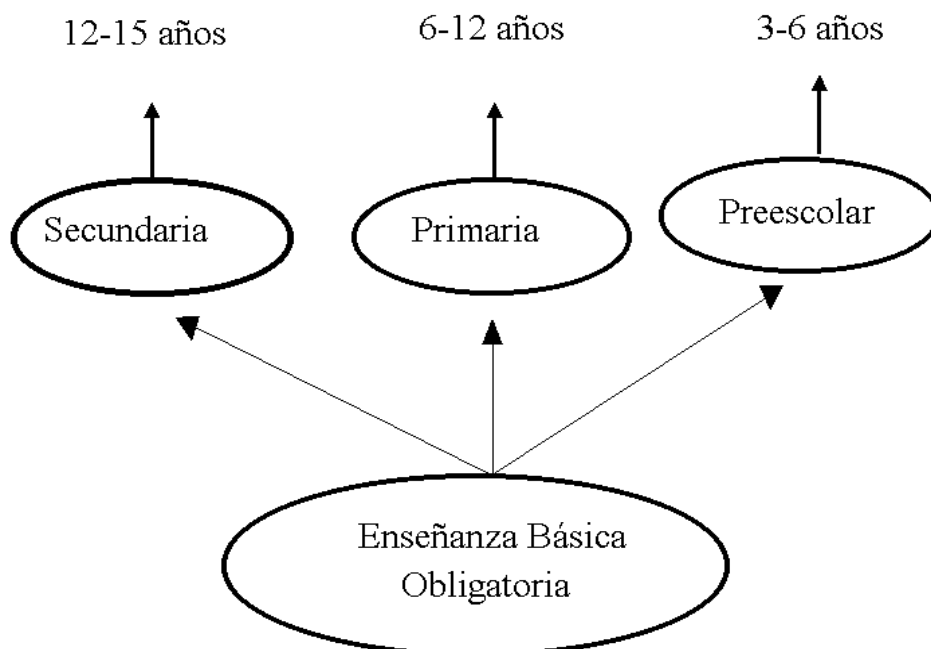 12-15 años
6-12 años
3-6 años
Secundaria
Primaria
Preescolar
Enseñanza Básica
Obligatoria